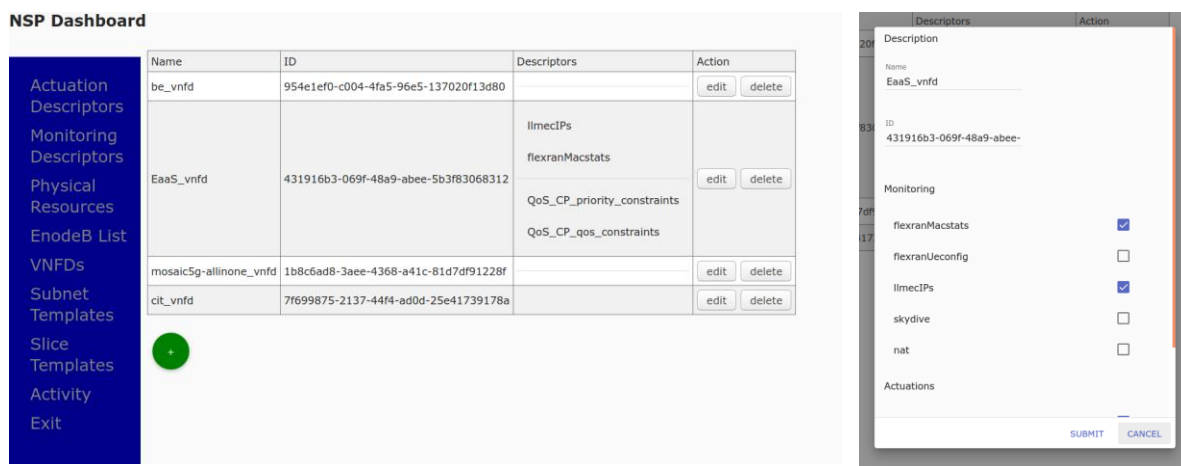 NSP Dashboard
Actuation
Descriptors
Monitoring
Descriptors
Physical
Resources
EnodeB List
VNFDs
Subnet
Templates
Slice
Templates
Activity
Exit
Name ID Descriptors Action
be_vnfd 954e1ef0-c004-4fa5-96e5-137020f13d80 edit delete
llmecIPs
flexranMacstats
EaaS_vnfd 431916b3-069f-48a9-abee-5b3f83068312 edit delete
QoS_CP_priority_constraints
QoS_CP_qos_constraints
mosaic5g-allinone_vnfd 1b8c6ad8-3aee-4368-a41c-81d7df91228f edit delete
cit_vnfd 7f699875-2137-44f4-ad0d-25e41739178a edit delete
+
Descriptors Action
Description
Name
EaaS_vnfd
ID
431916b3-069f-48a9-abee-
Monitoring
flexranMacstats
flexranUeconfig
llmecIPs
skydive
nat
Actuations
SUBMIT CANCEL